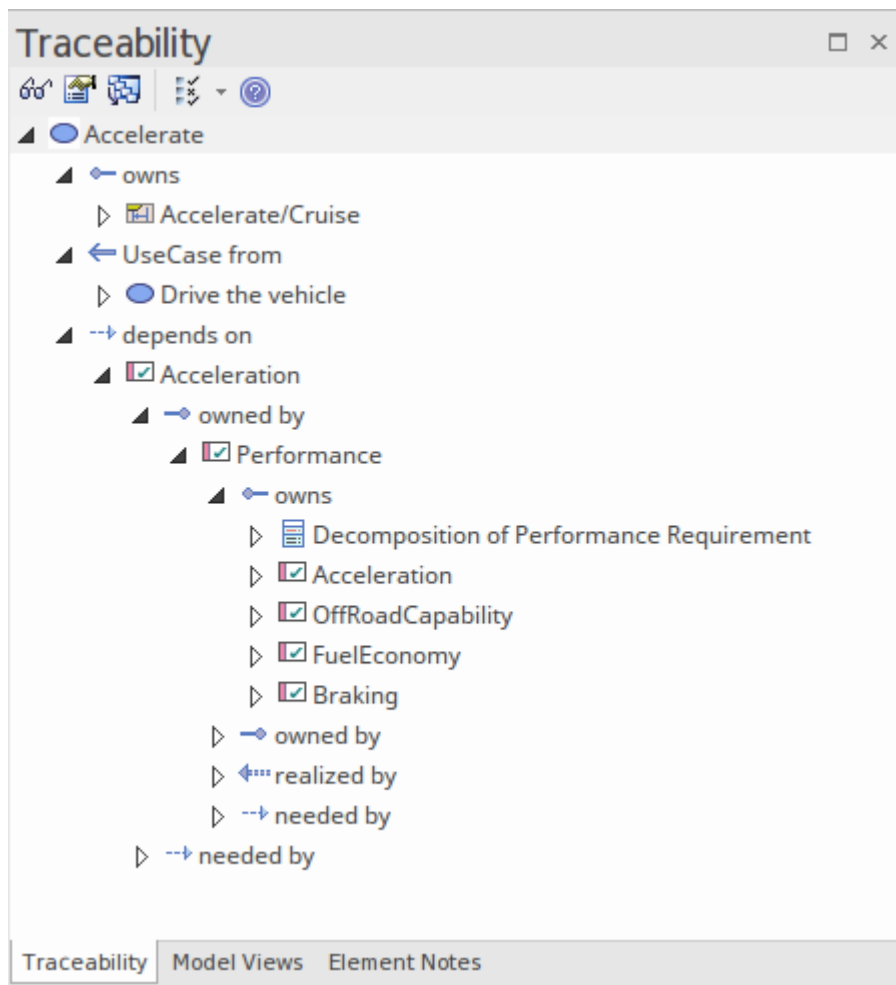 Traceability
Accelerate
owns
Accelerate/Cruise
UseCase from
Drive the vehicle
depends on
Acceleration
owned by
Performance
owns
Decomposition of Performance Requirement
Acceleration
OffRoadCapability
FuelEconomy
Braking
owned by
realized by
needed by
needed by
Traceability Model Views Element Notes